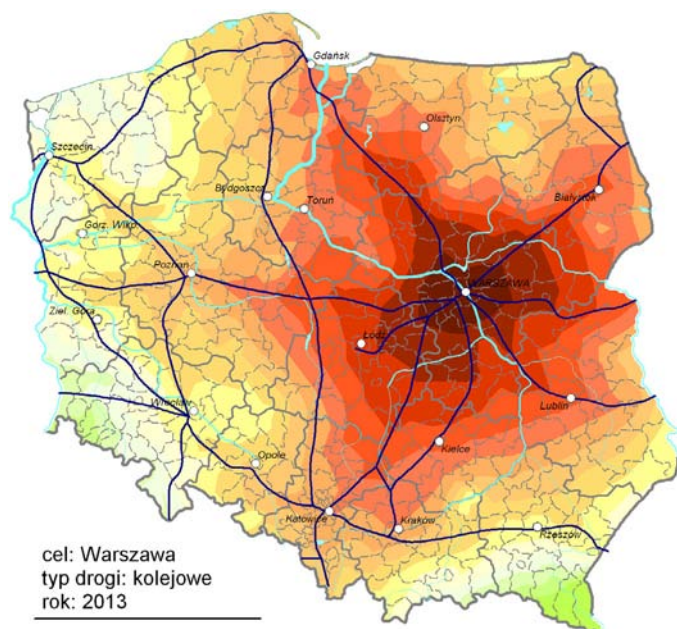 Gdańsk
Olsztyn
Szczecin
Bydgoszcz
Białystok
Toruń
Gorz. Wlkp.
Poznań
WARSZAWA
Ziel. Góra
Łódź
Wrocław
Lublin
Kielce
Opole
Katowice
Kraków
Rzeszów
cel: Warszawa
typ drogi: kolejowe
rok: 2013